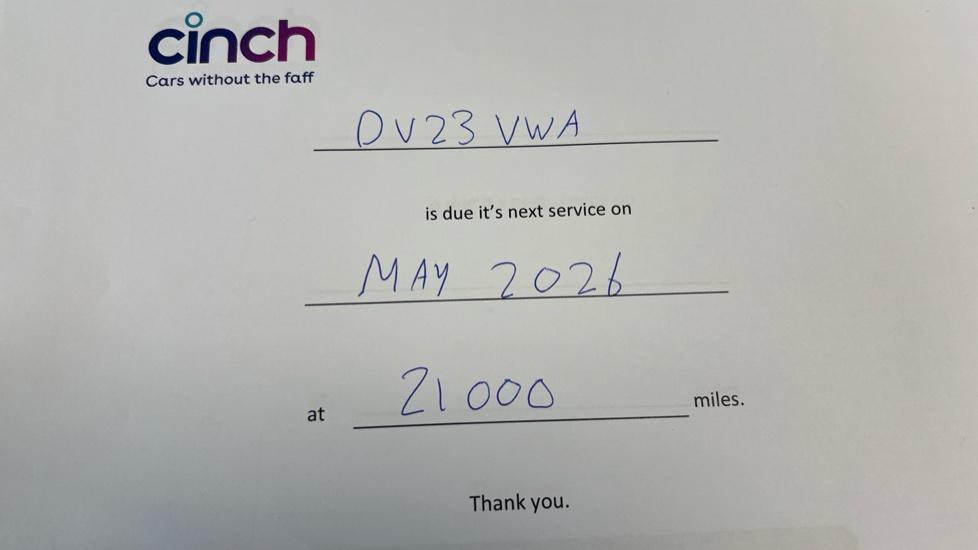 cinch
Cars without the faff
DV23 VWA
is due it's next service on
MAY 2026
at 21000 miles.
Thank you.